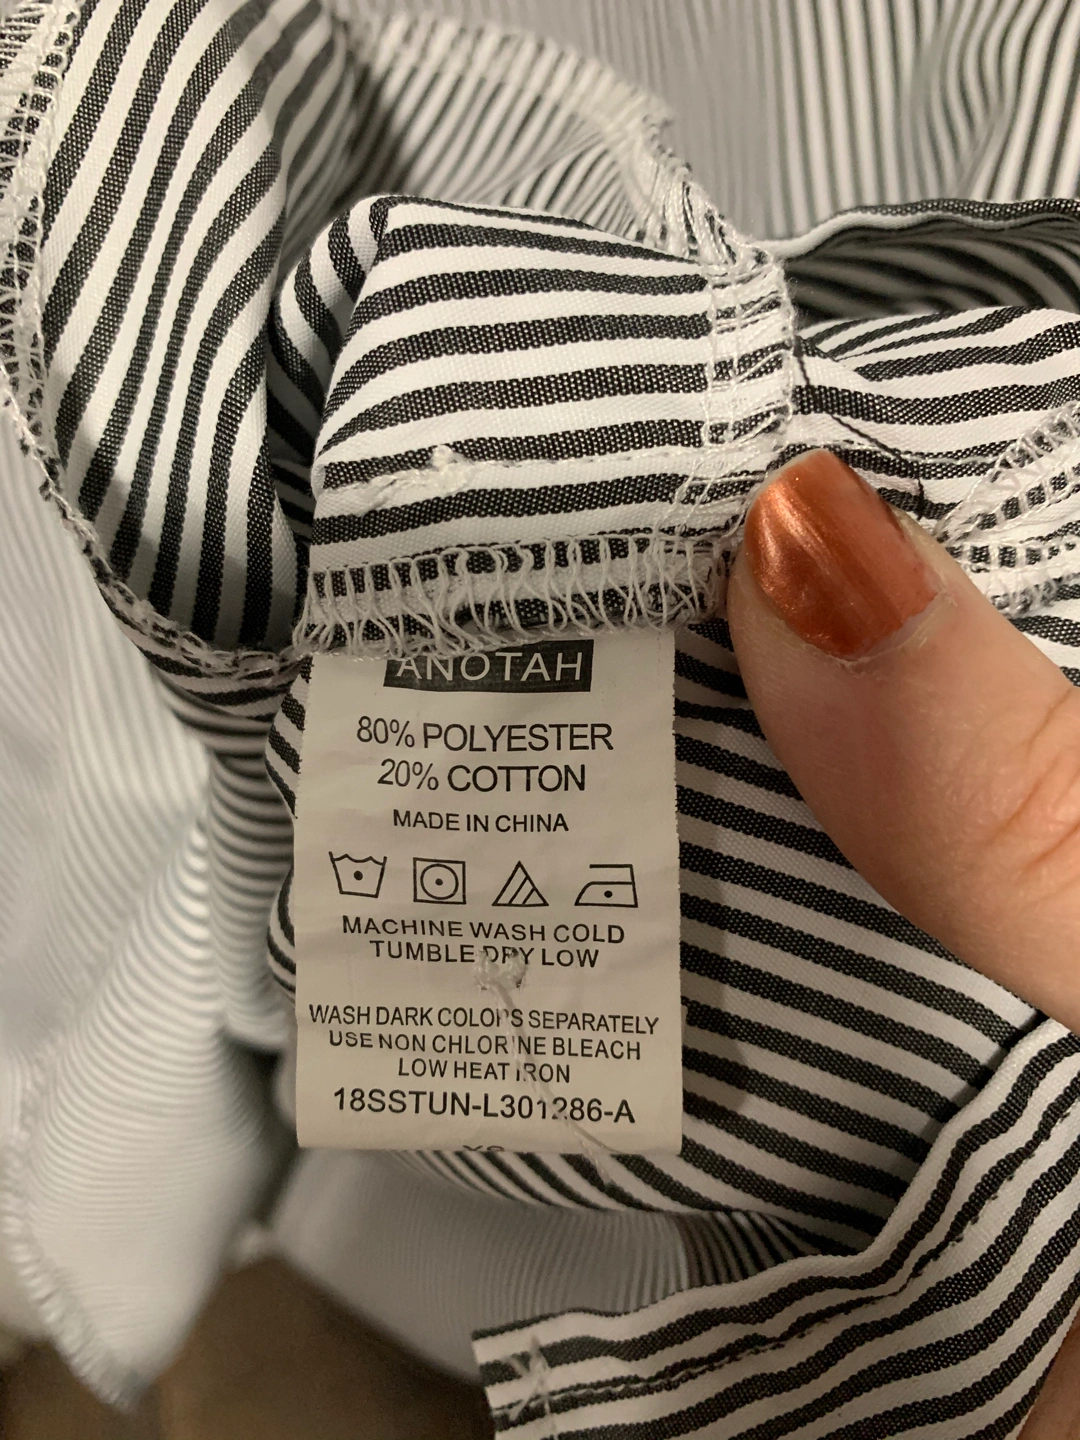 ANOTAH
80% POLYESTER
20% COTTON
MADE IN CHINA
MACHINE WASH COLD
TUMBLE DRY LOW
WASH DARK COLORS SEPARATELY
USE NON CHLORINE BLEACH
LOW HEAT IRON
18SSTUN-L301286-A